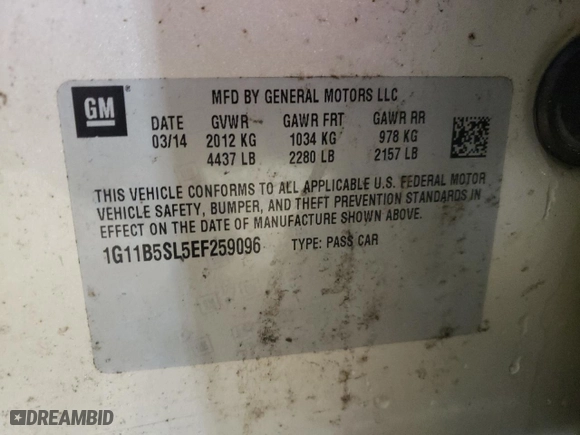 GM
MFD BY GENERAL MOTORS LLC
DATE GVWR GAWR FRT GAWR RR
03/14 2012 KG 1034 KG 978 KG
4437 LB 2280 LB 2157 LB
THIS VEHICLE CONFORMS TO ALL APPLICABLE U.S. FEDERAL MOTOR
VEHICLE SAFETY, BUMPER, AND THEFT PREVENTION STANDARDS IN
EFFECT ON THE DATE OF MANUFACTURE SHOWN ABOVE.
1G11B5SL5EF259096 TYPE: PASS CAR
DREAMBID